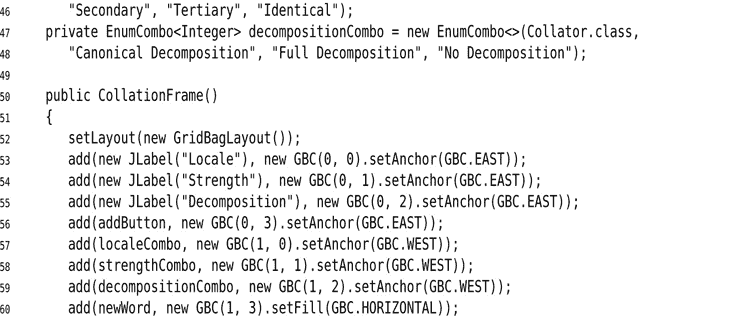 46         "Secondary", "Tertiary", "Identical");
47      private EnumCombo<Integer> decompositionCombo = new EnumCombo<>(Collator.class,
48         "Canonical Decomposition", "Full Decomposition", "No Decomposition");
49
50      public CollationFrame()
51      {
52         setLayout(new GridBagLayout());
53         add(new JLabel("Locale"), new GBC(0, 0).setAnchor(GBC.EAST));
54         add(new JLabel("Strength"), new GBC(0, 1).setAnchor(GBC.EAST));
55         add(new JLabel("Decomposition"), new GBC(0, 2).setAnchor(GBC.EAST));
56         add(addButton, new GBC(0, 3).setAnchor(GBC.EAST));
57         add(localeCombo, new GBC(1, 0).setAnchor(GBC.WEST));
58         add(strengthCombo, new GBC(1, 1).setAnchor(GBC.WEST));
59         add(decompositionCombo, new GBC(1, 2).setAnchor(GBC.WEST));
60         add(newWord, new GBC(1, 3).setFill(GBC.HORIZONTAL));